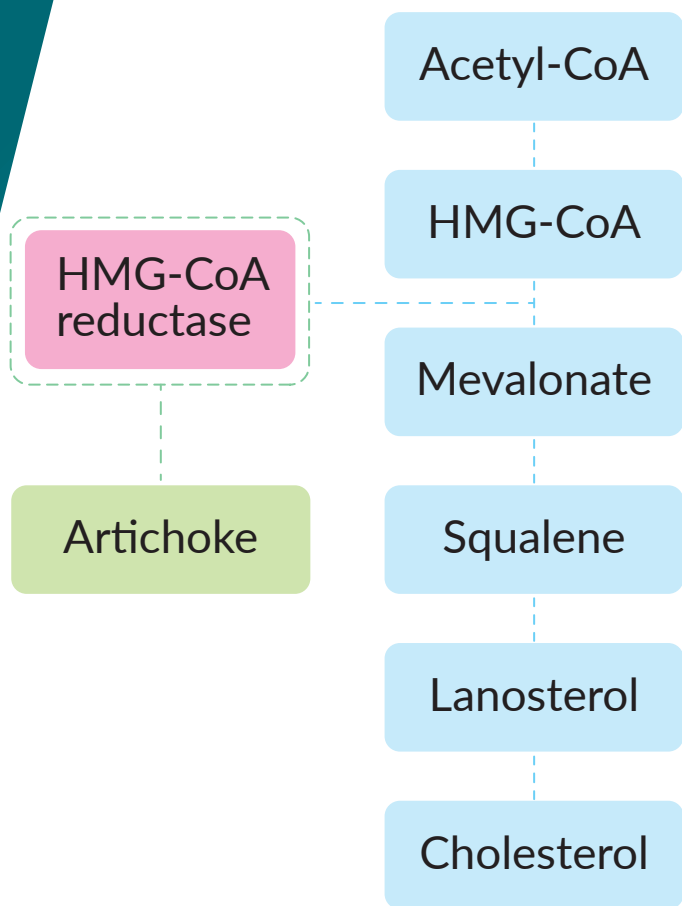 Acetyl-CoA
HMG-CoA
HMG-CoA
reductase
Mevalonate
Artichoke
Squalene
Lanosterol
Cholesterol